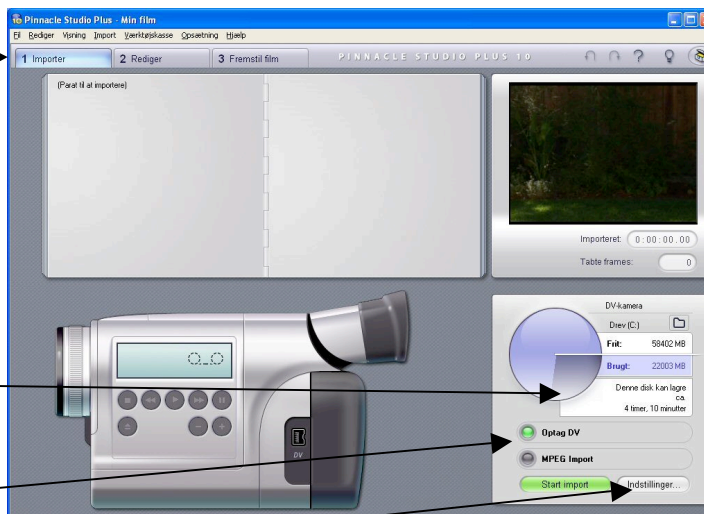 Pinnacle Studio Plus - Min film
Fil Rediger Visning Import Værktøjskasse Opsætning Hjælp
1 Importer 2 Rediger 3 Fremstil film PINNACLE STUDIO PLUS 10
(Parat til at importere)
Importeret: 0:00:00.00
Tabte frames: 0
DV-kamera
Drev (C:)
Frit: 58402 MB
Brugt: 22003 MB
Denne disk kan lagre
ca.
4 timer, 10 minutter
Optag DV
MPEG Import
Start import Indstillinger...
DV